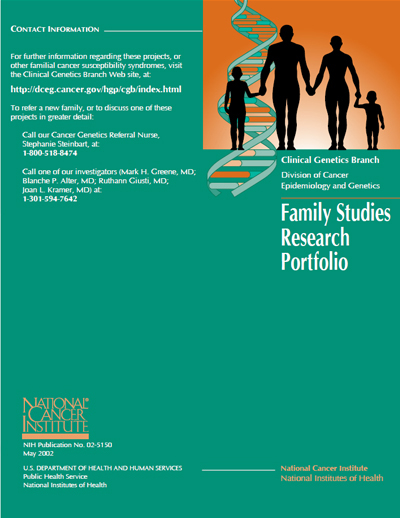 CONTACT INFORMATION
For further information regarding these projects, or
other familial cancer susceptibility syndromes, visit
the Clinical Genetics Branch Web site, at:
http://dceg.cancer.gov/hgp/cgb/index.html
To refer a new family, or to discuss one of these
projects in greater detail:
Call our Cancer Genetics Referral Nurse,
Stephanie Steinbart, at:
1-800-518-8474
Call one of our investigators (Mark H. Greene, MD;
Blanche P. Alter, MD; Ruthann Giusti, MD;
Joan L. Kramer, MD) at:
1-301-594-7642
NATIONAL®
CANCER
INSTITUTE
NIH Publication No. 02-5150
May 2002
U.S. DEPARTMENT OF HEALTH AND HUMAN SERVICES
Public Health Service
National Institutes of Health
Clinical Genetics Branch
Division of Cancer
Epidemiology and Genetics
Family Studies
Research
Portfolio
National Cancer Institute
National Institutes of Health